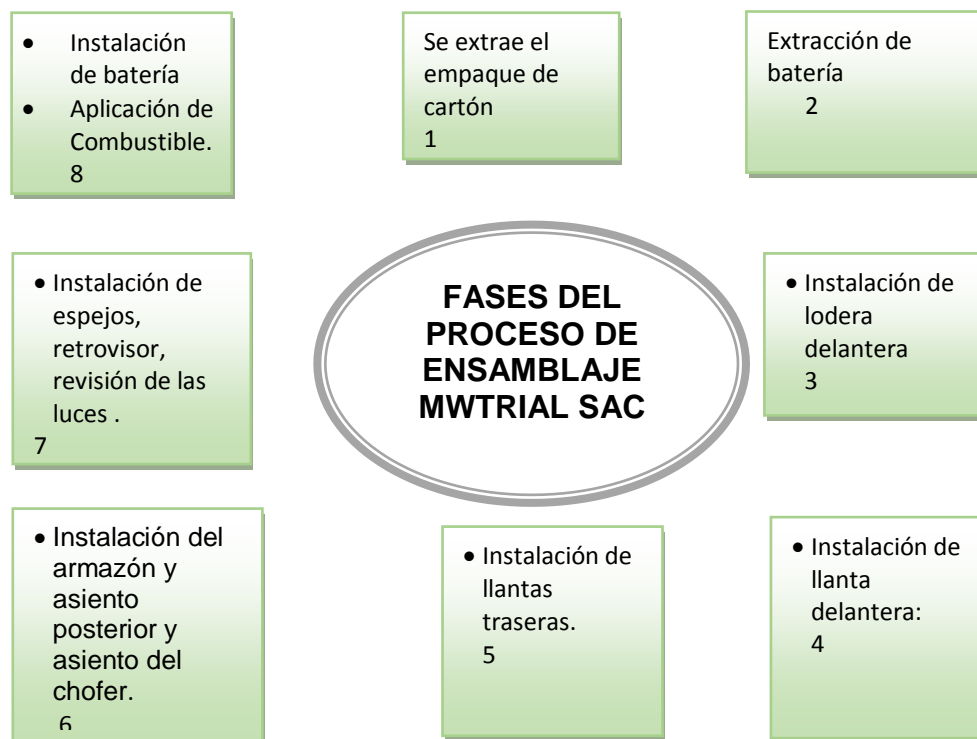 • Instalación
de batería
• Aplicación de
Combustible.
8
Se extrae el
empaque de
cartón
1
Extracción de
batería
2
• Instalación de
espejos,
retrovisor,
revisión de las
luces .
7
FASES DEL
PROCESO DE
ENSAMBLAJE
MWTRIAL SAC
• Instalación de
lodera
delantera
3
• Instalación del
armazón y
asiento
posterior y
asiento del
chofer.
6
• Instalación de
llantas
traseras.
5
• Instalación de
llanta
delantera:
4